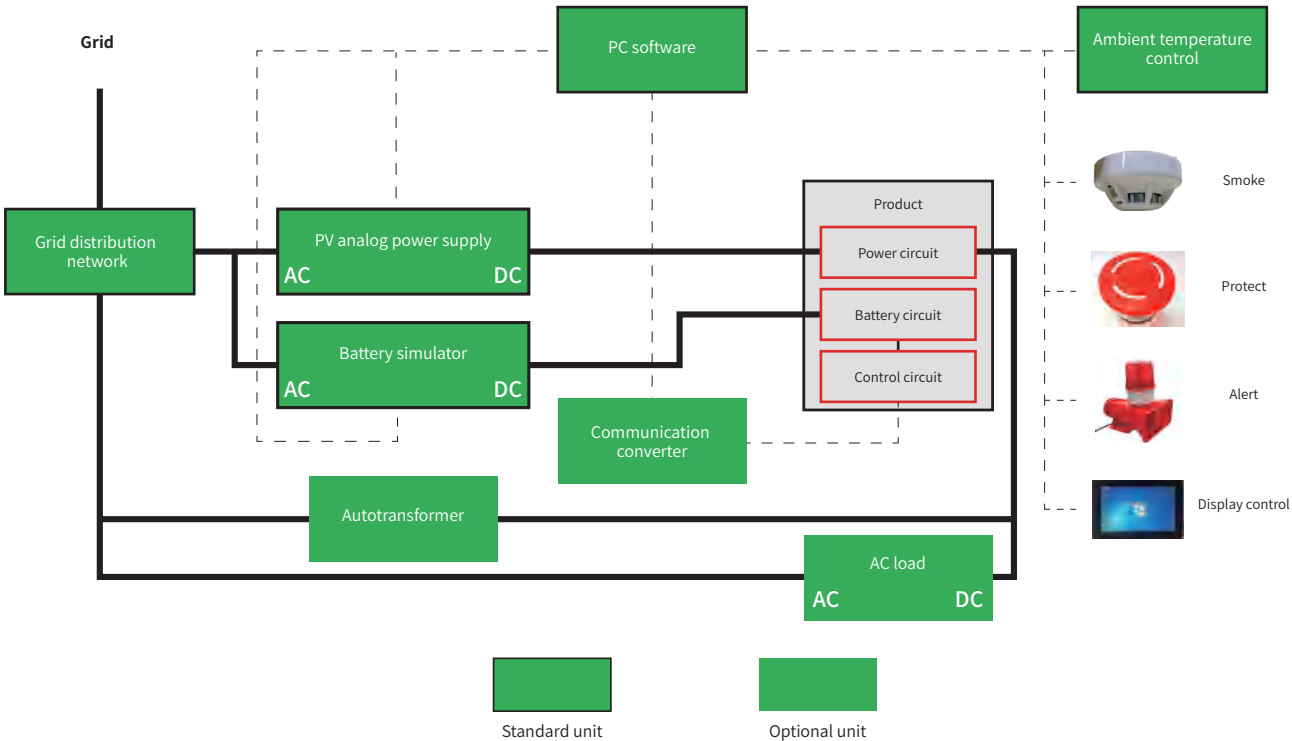 Grid
PC software
Ambient temperature
control
Smoke
Product
Grid distribution
network
PV analog power supply
AC
DC
Power circuit
Protect
Battery circuit
Battery simulator
AC
DC
Control circuit
Alert
Communication
converter
Autotransformer
Display control
AC load
AC
DC
Standard unit
Optional unit